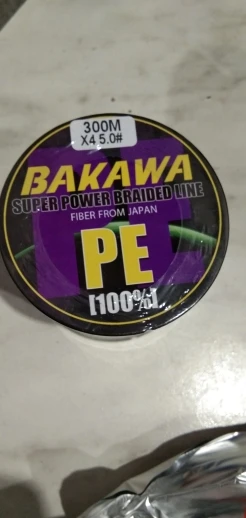 300M
X4 5.0#
BAKAWA
SUPER POWER BRAIDED LINE
FIBER FROM JAPAN
PE
[100%]